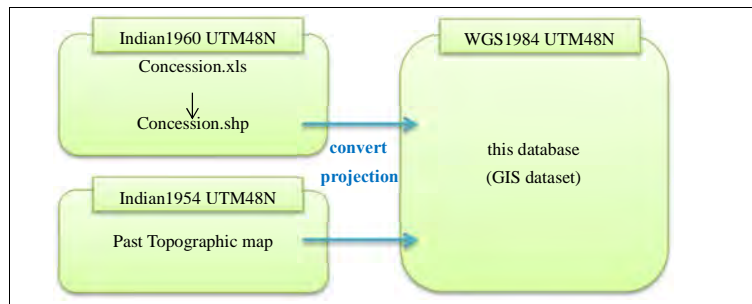 Indian1960 UTM48N
Concession.xls
Concession.shp
convert
projection
Indian1954 UTM48N
Past Topographic map
WGS1984 UTM48N
this database
(GIS dataset)